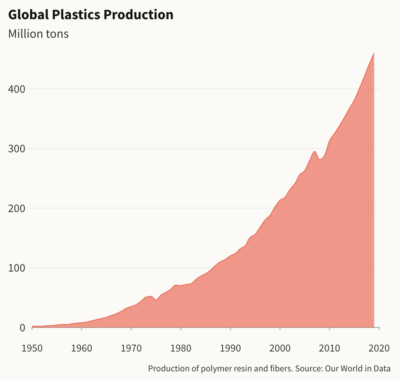 Global Plastics Production
Million tons
400
300
200
100
0
1950 1960 1970 1980 1990 2000 2010 2020
Production of polymer resin and fibers. Source: Our World in Data